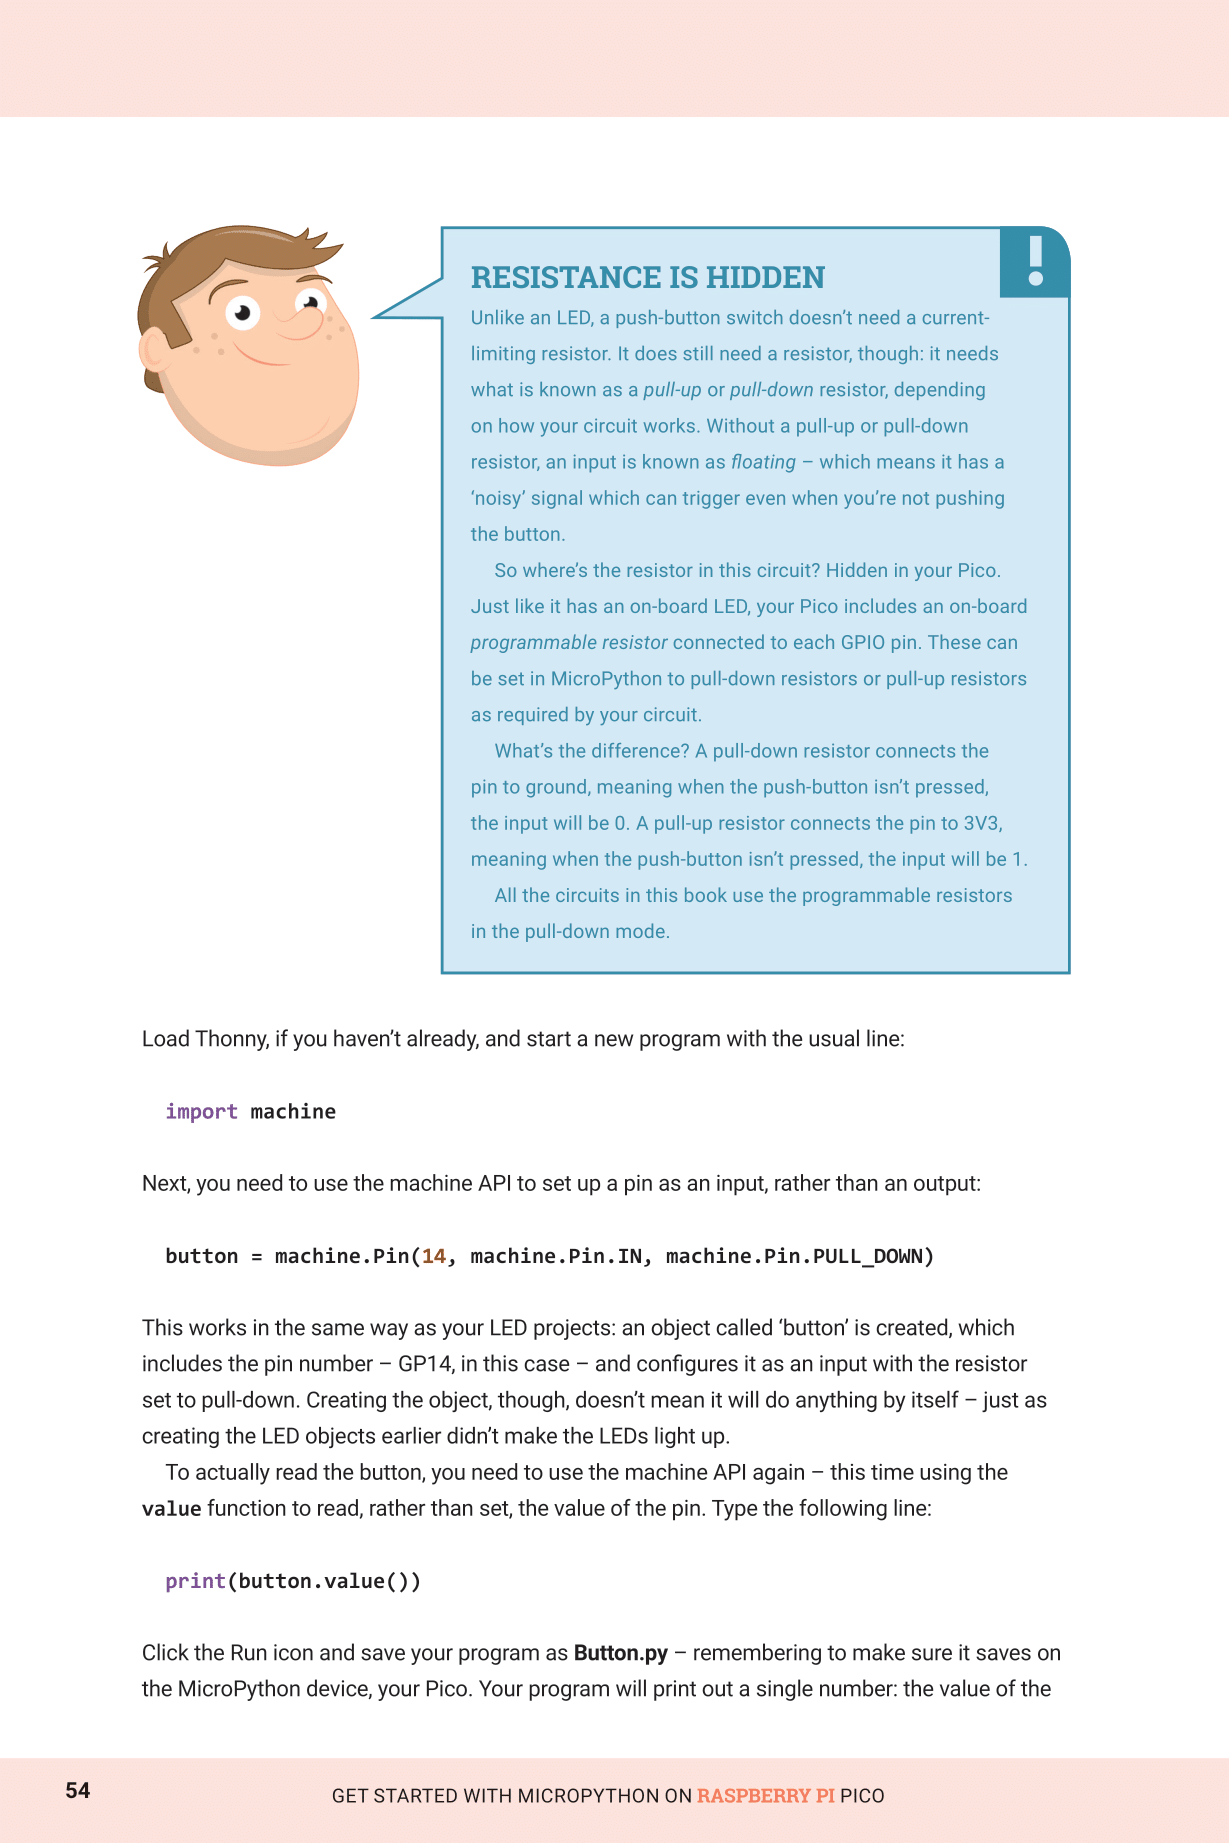 RESISTANCE IS HIDDEN
Unlike an LED, a push-button switch doesn’t need a current-
limiting resistor. It does still need a resistor, though: it needs
what is known as a pull-up or pull-down resistor, depending
on how your circuit works. Without a pull-up or pull-down
resistor, an input is known as floating – which means it has a
‘noisy’ signal which can trigger even when you’re not pushing
the button.
So where’s the resistor in this circuit? Hidden in your Pico.
Just like it has an on-board LED, your Pico includes an on-board
programmable resistor connected to each GPIO pin. These can
be set in MicroPython to pull-down resistors or pull-up resistors
as required by your circuit.
What’s the difference? A pull-down resistor connects the
pin to ground, meaning when the push-button isn’t pressed,
the input will be 0. A pull-up resistor connects the pin to 3V3,
meaning when the push-button isn’t pressed, the input will be 1.
All the circuits in this book use the programmable resistors
in the pull-down mode.
Load Thonny, if you haven’t already, and start a new program with the usual line:
import machine
Next, you need to use the machine API to set up a pin as an input, rather than an output:
button = machine.Pin(14, machine.Pin.IN, machine.Pin.PULL_DOWN)
This works in the same way as your LED projects: an object called ‘button’ is created, which
includes the pin number – GP14, in this case – and configures it as an input with the resistor
set to pull-down. Creating the object, though, doesn’t mean it will do anything by itself – just as
creating the LED objects earlier didn’t make the LEDs light up.
To actually read the button, you need to use the machine API again – this time using the
value function to read, rather than set, the value of the pin. Type the following line:
print(button.value())
Click the Run icon and save your program as Button.py – remembering to make sure it saves on
the MicroPython device, your Pico. Your program will print out a single number: the value of the
54
GET STARTED WITH MICROPYTHON ON RASPBERRY PI PICO